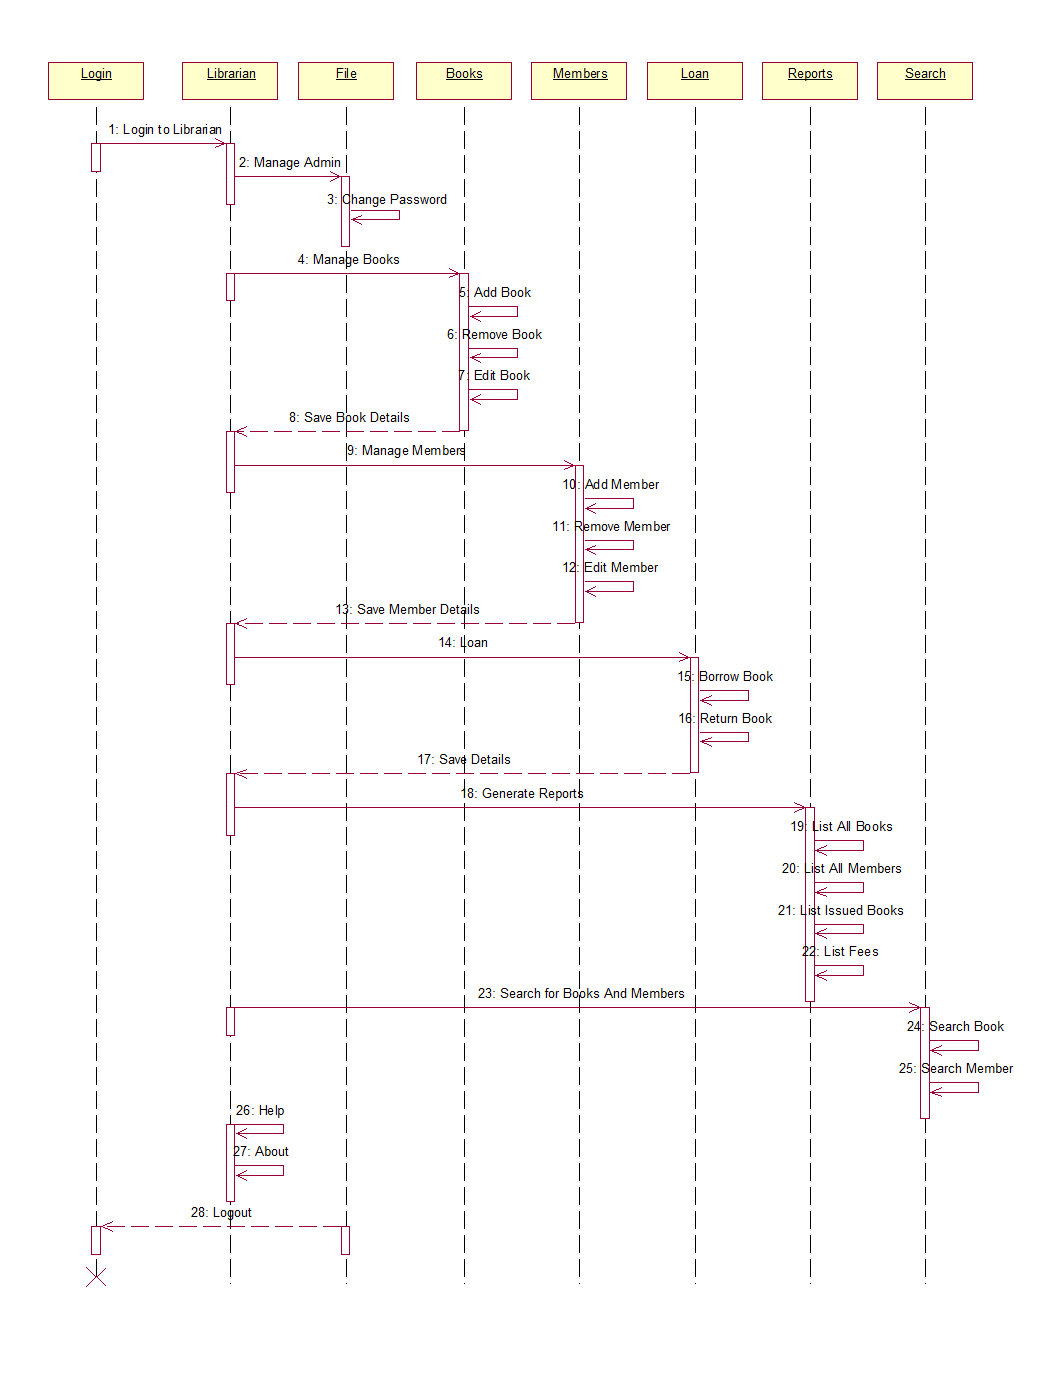 Login Librarian File Books Members Loan Reports Search
1: Login to Librarian
2: Manage Admin
3: Change Password
4: Manage Books
5: Add Book
6: Remove Book
7: Edit Book
8: Save Book Details
9: Manage Members
10: Add Member
11: Remove Member
12: Edit Member
13: Save Member Details
14: Loan
15: Borrow Book
16: Return Book
17: Save Details
18: Generate Reports
19: List All Books
20: List All Members
21: List Issued Books
22: List Fees
23: Search for Books And Members
24: Search Book
25: Search Member
26: Help
27: About
28: Logout